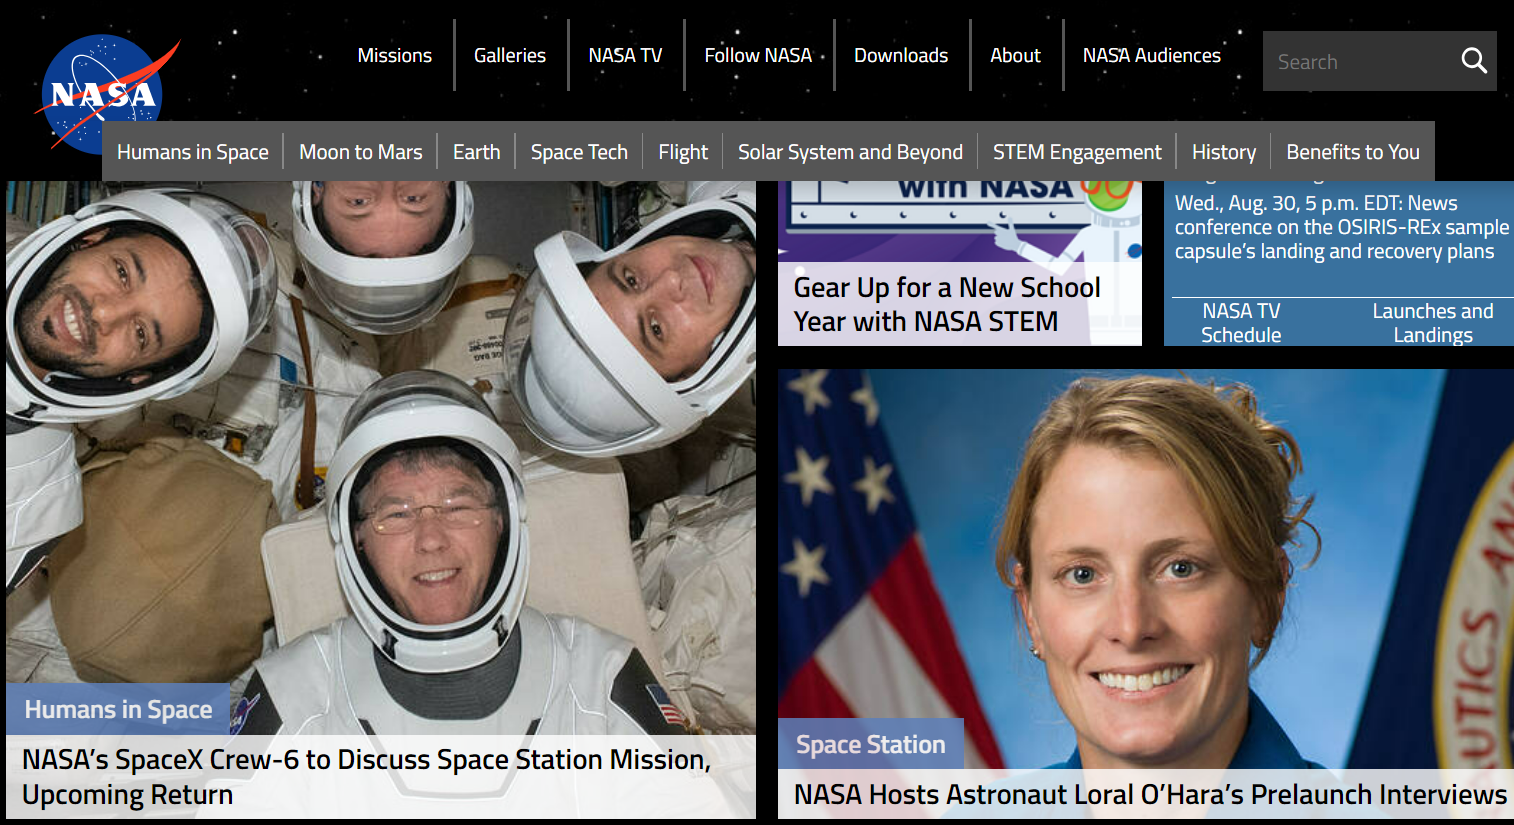 NASA
Missions
Galleries
NASA TV
Follow NASA
Downloads
About
NASA Audiences
Search
Humans in Space
Moon to Mars
Earth
Space Tech
Flight
Solar System and Beyond
STEM Engagement
History
Benefits to You
Humans in Space
NASA's SpaceX Crew-6 to Discuss Space Station Mission,
Upcoming Return
with NASA
Gear Up for a New School
Year with NASA STEM
Wed., Aug. 30, 5 p.m. EDT: News
conference on the OSIRIS-REx sample
capsule's landing and recovery plans
NASA TV
Schedule
Launches and
Landings
Space Station
NASA Hosts Astronaut Loral O'Hara's Prelaunch Interviews